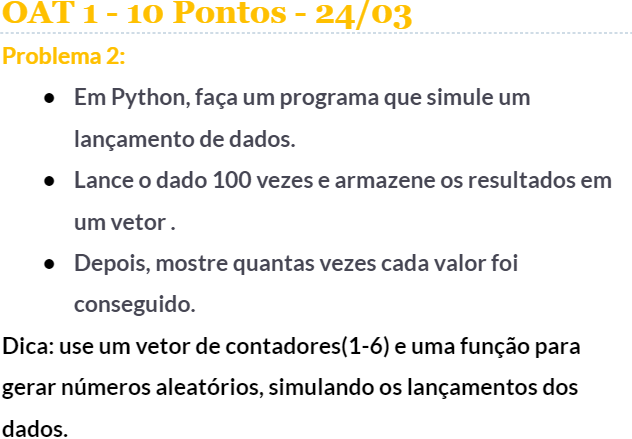 OAT 1 - 10 Pontos - 24/03
Problema 2:
● Em Python, faça um programa que simule um
lançamento de dados.
● Lance o dado 100 vezes e armazene os resultados em
um vetor .
● Depois, mostre quantas vezes cada valor foi
conseguido.
Dica: use um vetor de contadores(1-6) e uma função para
gerar números aleatórios, simulando os lançamentos dos
dados.